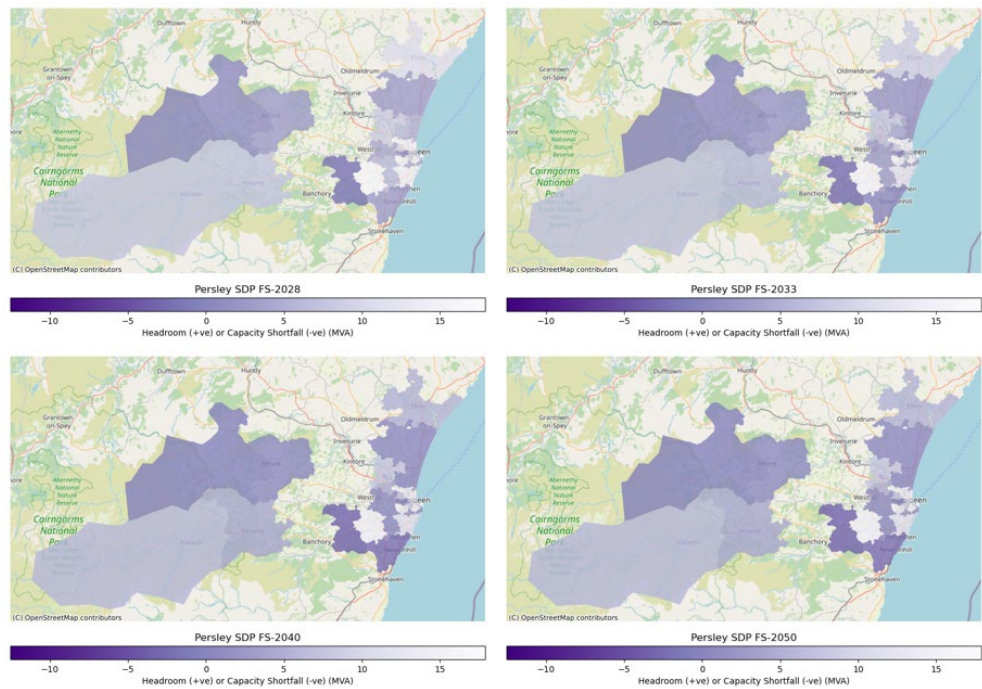 Dufftown
Huntly
Grantown
on-Spey
Oldmeldrum
Inverurie
Kintore
Alford
Abernethy
National
Nature
Reserve
Cairngorms
National
Banchory
Stonehaven
(C) OpenStreetMap contributors
Persley SDP FS-2028
−10 −5 0 5 10 15
Headroom (+ve) or Capacity Shortfall (-ve) (MVA)
Dufftown
Huntly
Grantown
on-Spey
Oldmeldrum
Inverurie
Kintore
Abernethy
National
Nature
Reserve
Cairngorms
National
Banchory
Stonehaven
(C) OpenStreetMap contributors
Persley SDP FS-2033
−10 −5 0 5 10 15
Headroom (+ve) or Capacity Shortfall (-ve) (MVA)
Dufftown
Huntly
Grantown
on-Spey
Oldmeldrum
Inverurie
Kintore
Alford
Abernethy
National
Nature
Reserve
Cairngorms
National
Banchory
Stonehaven
(C) OpenStreetMap contributors
Persley SDP FS-2040
−10 −5 0 5 10 15
Headroom (+ve) or Capacity Shortfall (-ve) (MVA)
Dufftown
Huntly
Grantown
on-Spey
Oldmeldrum
Inverurie
Kintore
Abernethy
National
Nature
Reserve
Cairngorms
National
Banchory
Stonehaven
(C) OpenStreetMap contributors
Persley SDP FS-2050
−10 −5 0 5 10 15
Headroom (+ve) or Capacity Shortfall (-ve) (MVA)